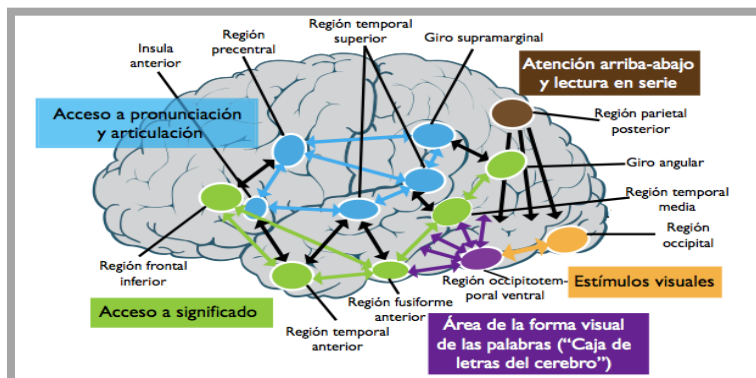 Insula
anterior
Región
precentral
Región temporal
superior
Giro supramarginal
Atención arriba-abajo
y lectura en serie
Acceso a pronunciación
y articulación
Región parietal
posterior
Giro angular
Región temporal
media
Región
occipital
Región frontal
inferior
Región occipitotem-
poral ventral
Estímulos visuales
Acceso a significado
Región fusiforme
anterior
Región temporal
anterior
Área de la forma visual
de las palabras (“Caja de
letras del cerebro”)